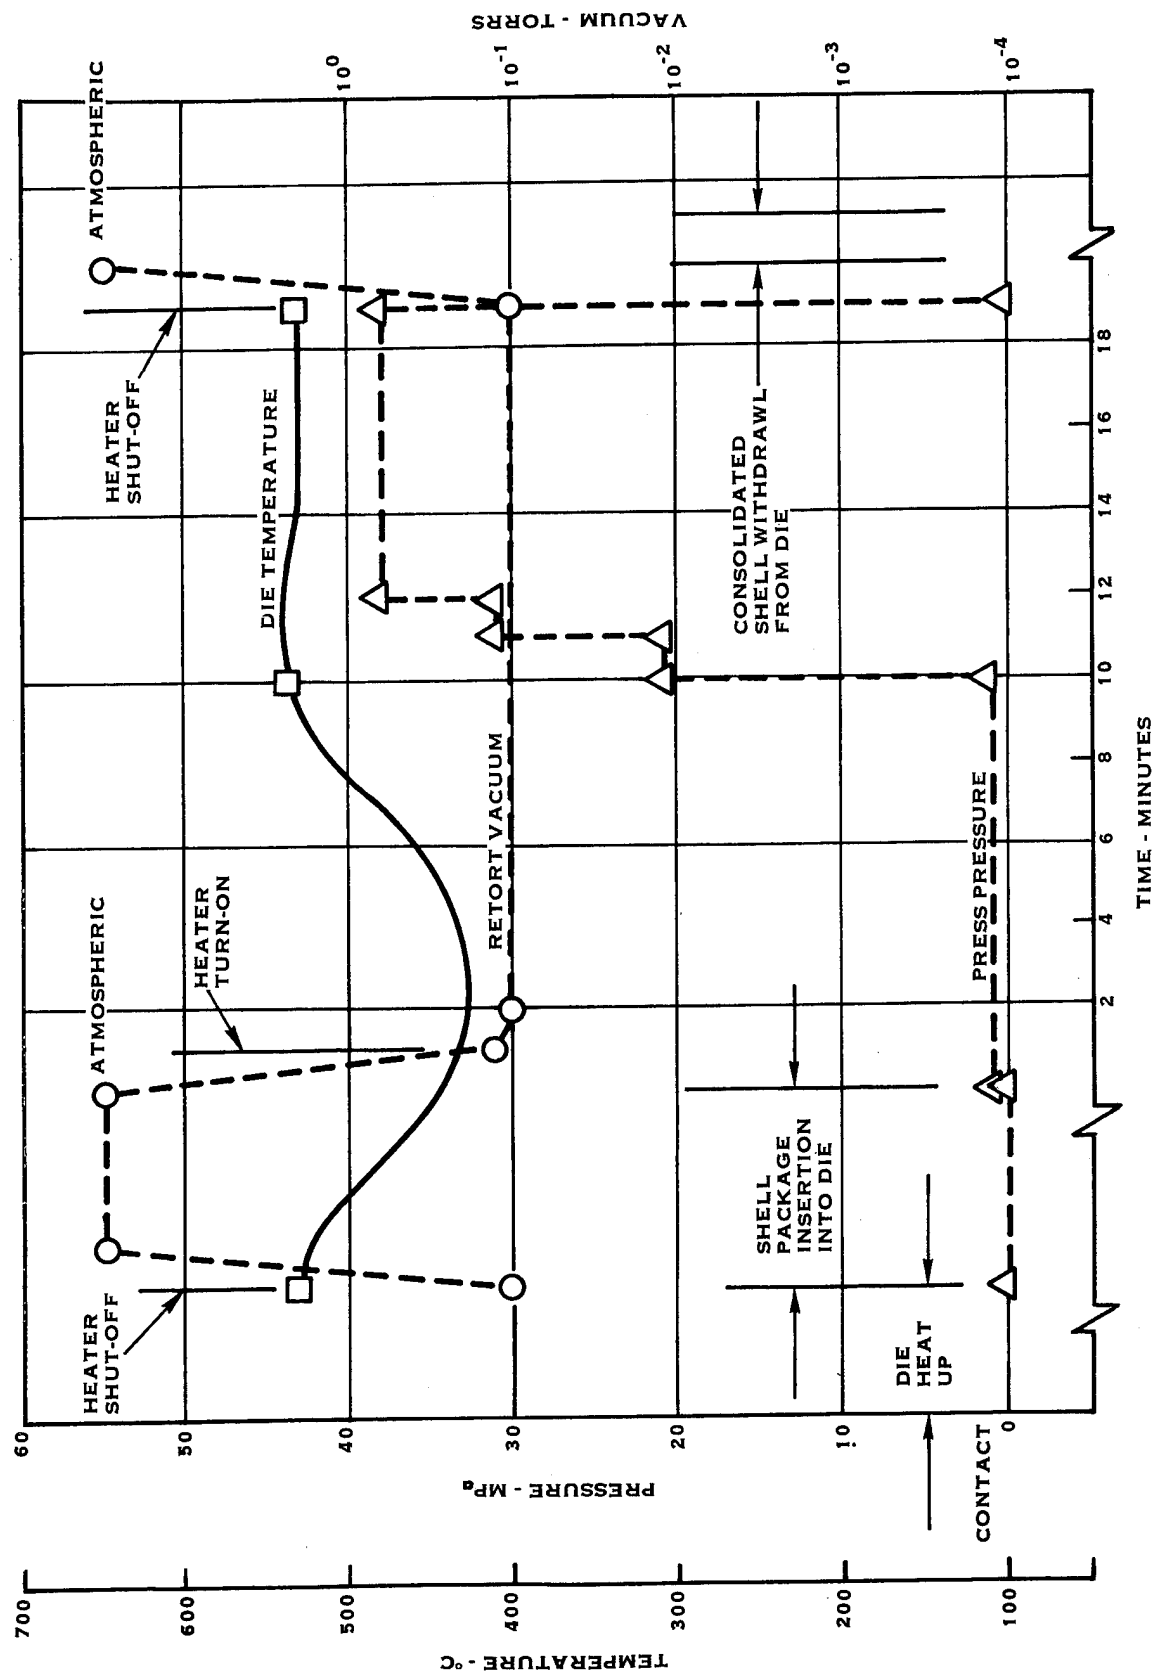 TEMPERATURE - °C
700
600
500
400
300
200
100
PRESSURE - MPa
60
50
40
30
20
10
0
CONTACT
HEATER
SHUT-OFF
ATMOSPHERIC
HEATER
TURN-ON
DIE TEMPERATURE
HEATER
SHUT-OFF
ATMOSPHERIC
RETORT VACUUM
SHELL
PACKAGE
INSERTION
INTO DIE
DIE
HEAT
UP
PRESS PRESSURE
CONSOLIDATED
SHELL WITHDRAWL
FROM DIE
2
4
6
8
10
12
14
16
18
TIME - MINUTES
10⁰
10⁻¹
10⁻²
10⁻³
10⁻⁴
VACUUM - TORRS